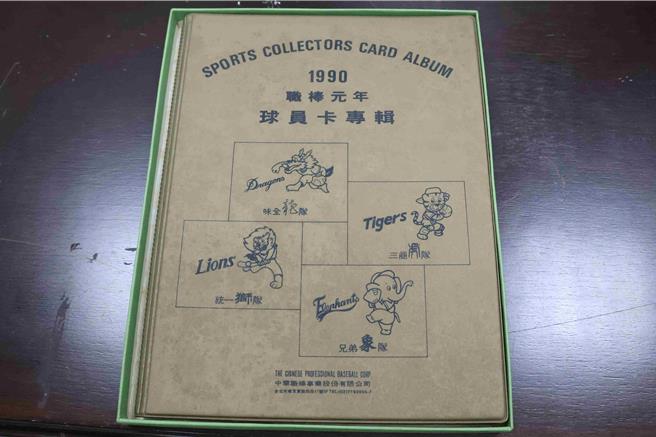 SPORTS COLLECTORS CARD ALBUM
1990
職棒元年
球員卡專輯
Dragons
味全龍隊
Tigers
三商虎隊
Lions
統一獅隊
Elephants
兄弟象隊
THE CHINESE PROFESSIONAL BASEBALL CORP.
中華職棒事業股份有限公司